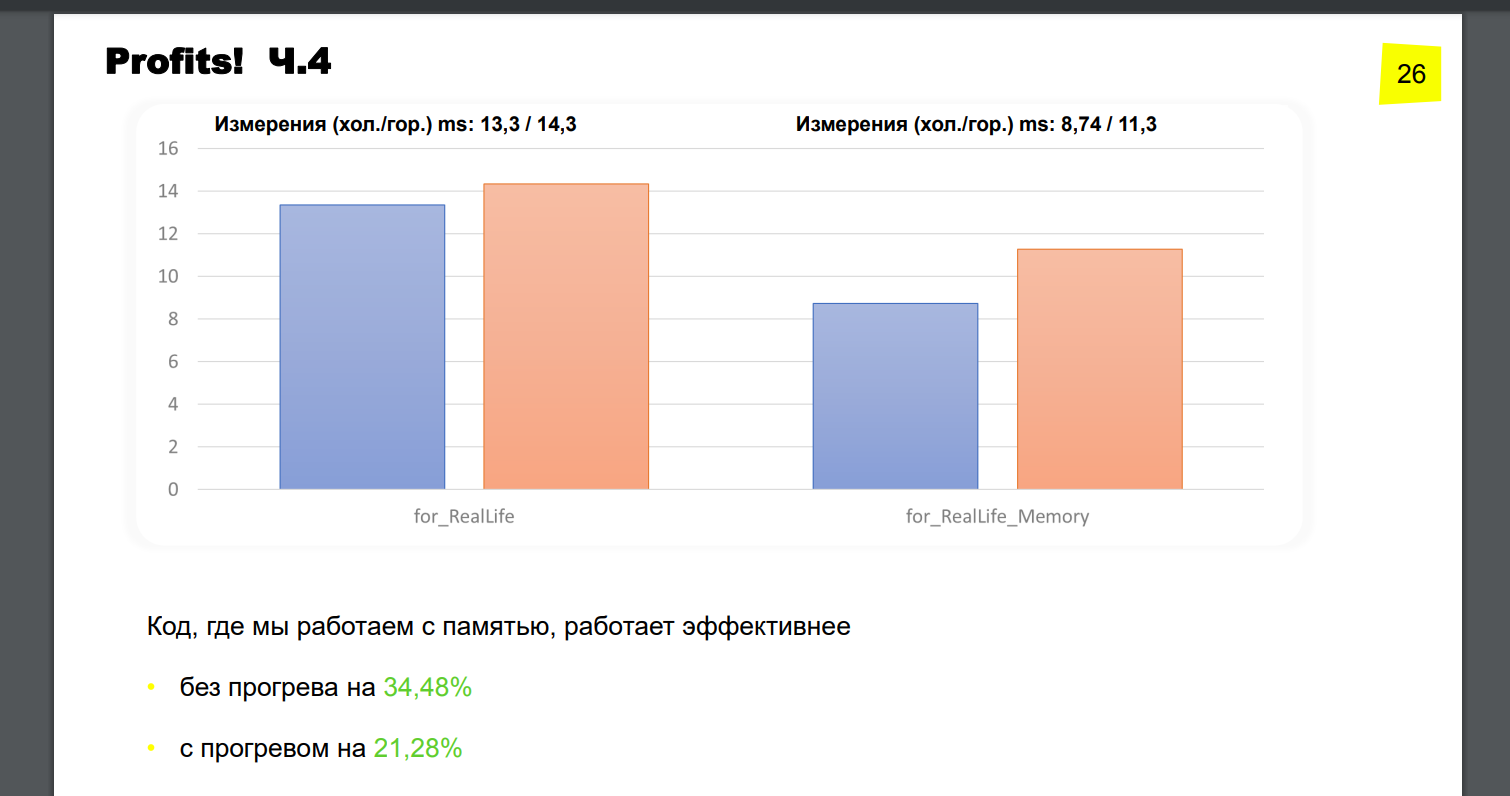 Profits! Ч.4
26
Измерения (хол./гор.) ms: 13,3 / 14,3
Измерения (хол./гор.) ms: 8,74 / 11,3
16
14
12
10
8
6
4
2
0
for_RealLife
for_RealLife_Memory
Код, где мы работаем с памятью, работает эффективнее
• без прогрева на 34,48%
• с прогревом на 21,28%